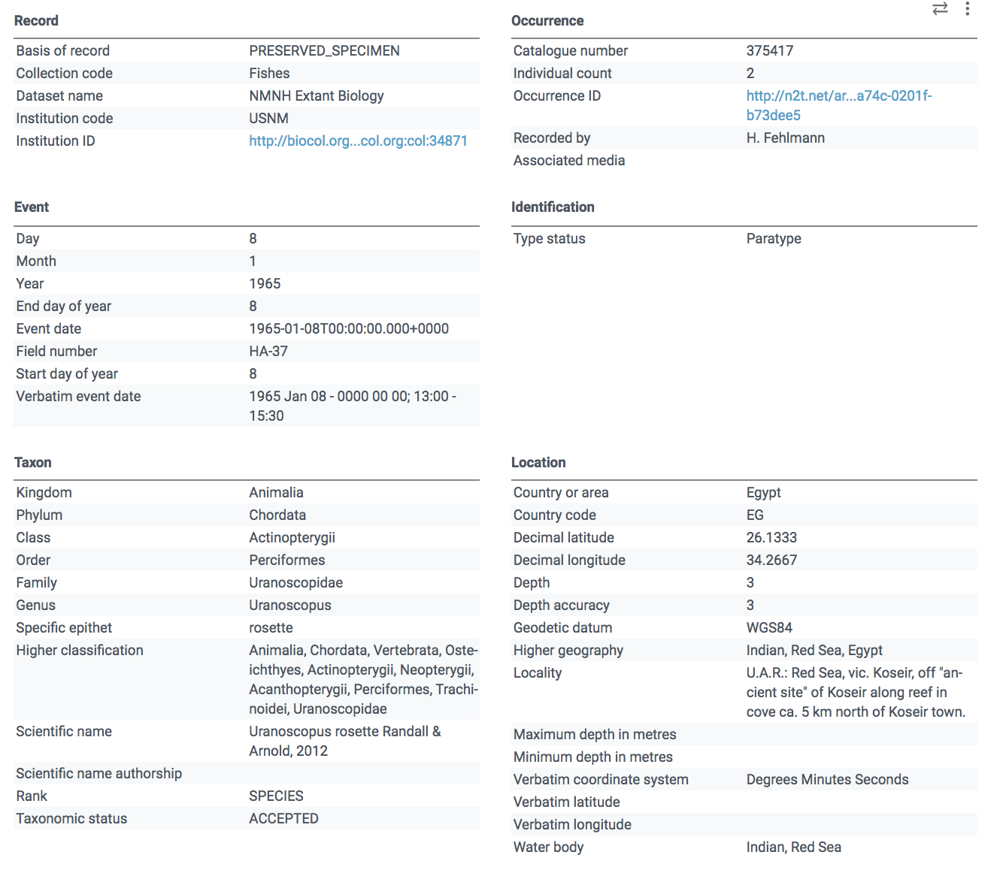 Record
Basis of record PRESERVED_SPECIMEN
Collection code Fishes
Dataset name NMNH Extant Biology
Institution code USNM
Institution ID http://biocol.org...col.org:col:34871
Occurrence
Catalogue number 375417
Individual count 2
Occurrence ID http://n2t.net/ar...a74c-0201f-
b73dee5
Recorded by H. Fehlmann
Associated media
Event
Day 8
Month 1
Year 1965
End day of year 8
Event date 1965-01-08T00:00:00.000+0000
Field number HA-37
Start day of year 8
Verbatim event date 1965 Jan 08 - 0000 00 00; 13:00 -
15:30
Identification
Type status Paratype
Taxon
Kingdom Animalia
Phylum Chordata
Class Actinopterygii
Order Perciformes
Family Uranoscopidae
Genus Uranoscopus
Specific epithet rosette
Higher classification Animalia, Chordata, Vertebrata, Oste-
ichthyes, Actinopterygii, Neopterygii,
Acanthopterygii, Perciformes, Trachi-
noidei, Uranoscopidae
Scientific name Uranoscopus rosette Randall &
Arnold, 2012
Scientific name authorship
Rank SPECIES
Taxonomic status ACCEPTED
Location
Country or area Egypt
Country code EG
Decimal latitude 26.1333
Decimal longitude 34.2667
Depth 3
Depth accuracy 3
Geodetic datum WGS84
Higher geography Indian, Red Sea, Egypt
Locality U.A.R.: Red Sea, vic. Koseir, off "an-
cient site" of Koseir along reef in
cove ca. 5 km north of Koseir town.
Maximum depth in metres
Minimum depth in metres
Verbatim coordinate system Degrees Minutes Seconds
Verbatim latitude
Verbatim longitude
Water body Indian, Red Sea